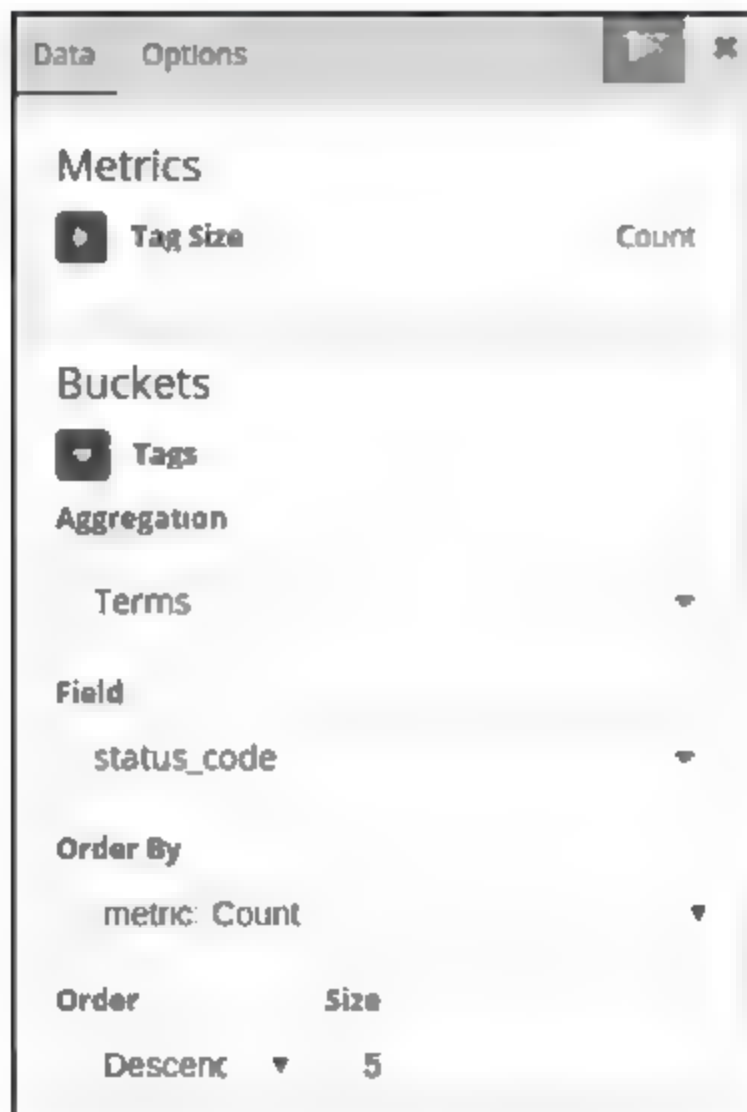 Data Options
Metrics
Tag Size Count
Buckets
Tags
Aggregation
Terms
Field
status_code
Order By
metric: Count
Order Size
Descenc 5